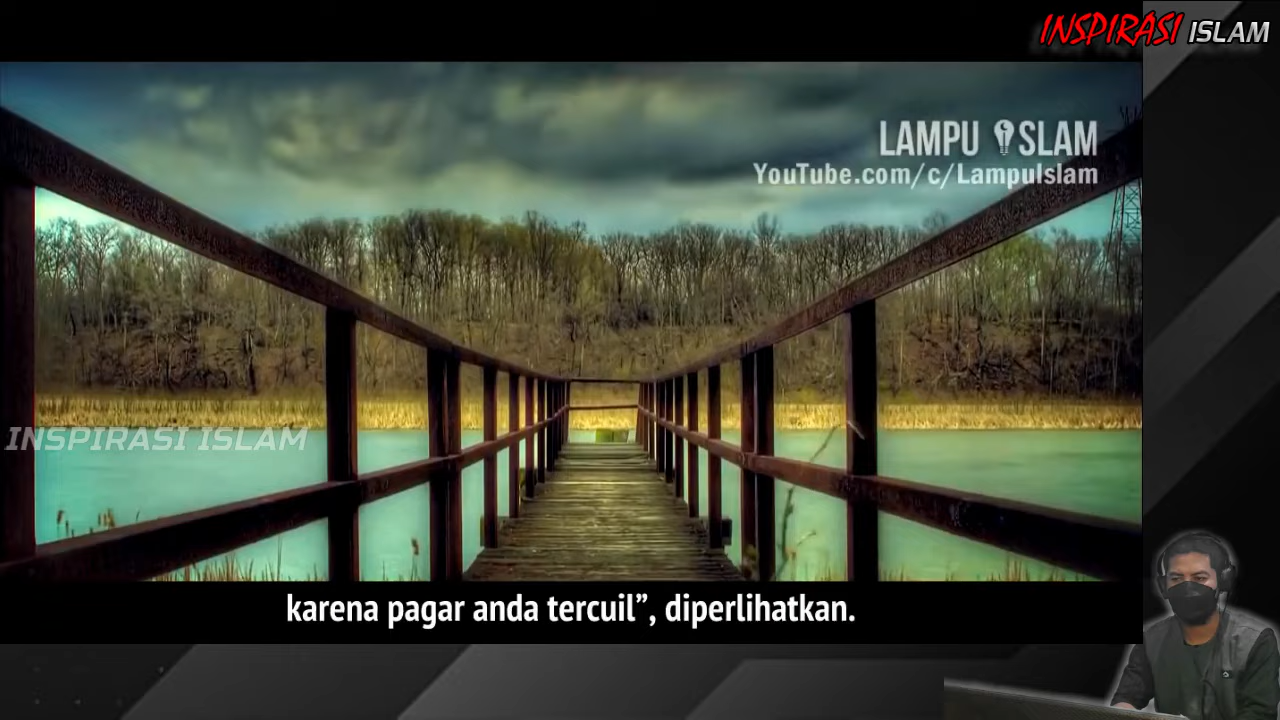 INSPIRASI ISLAM
LAMPU ISLAM
YouTube.com/c/LampuIslam
INSPIRASI ISLAM
karena pagar anda tercuil”, diperlihatkan.